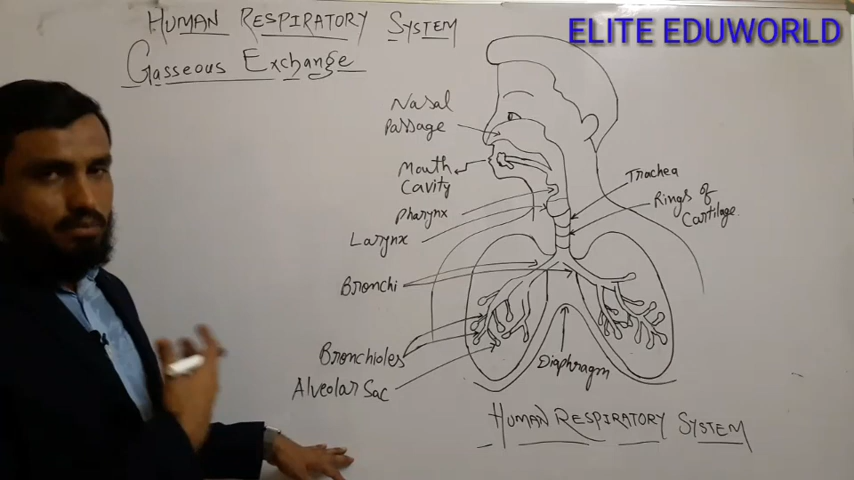 HUMAN RESPIRATORY SYSTEM
Gasseous Exchange
ELITE EDUWORLD
Nasal
Passage
Mouth
Cavity
Pharynx
Larynx
Bronchi
Bronchioles
Alveolar Sac
Trachea
Rings of
Cartilage
Diaphragm
HUMAN RESPIRATORY SYSTEM